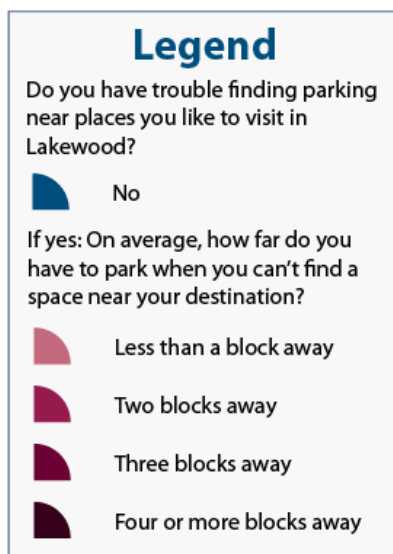 Legend
Do you have trouble finding parking
near places you like to visit in
Lakewood?
No
If yes: On average, how far do you
have to park when you can't find a
space near your destination?
Less than a block away
Two blocks away
Three blocks away
Four or more blocks away